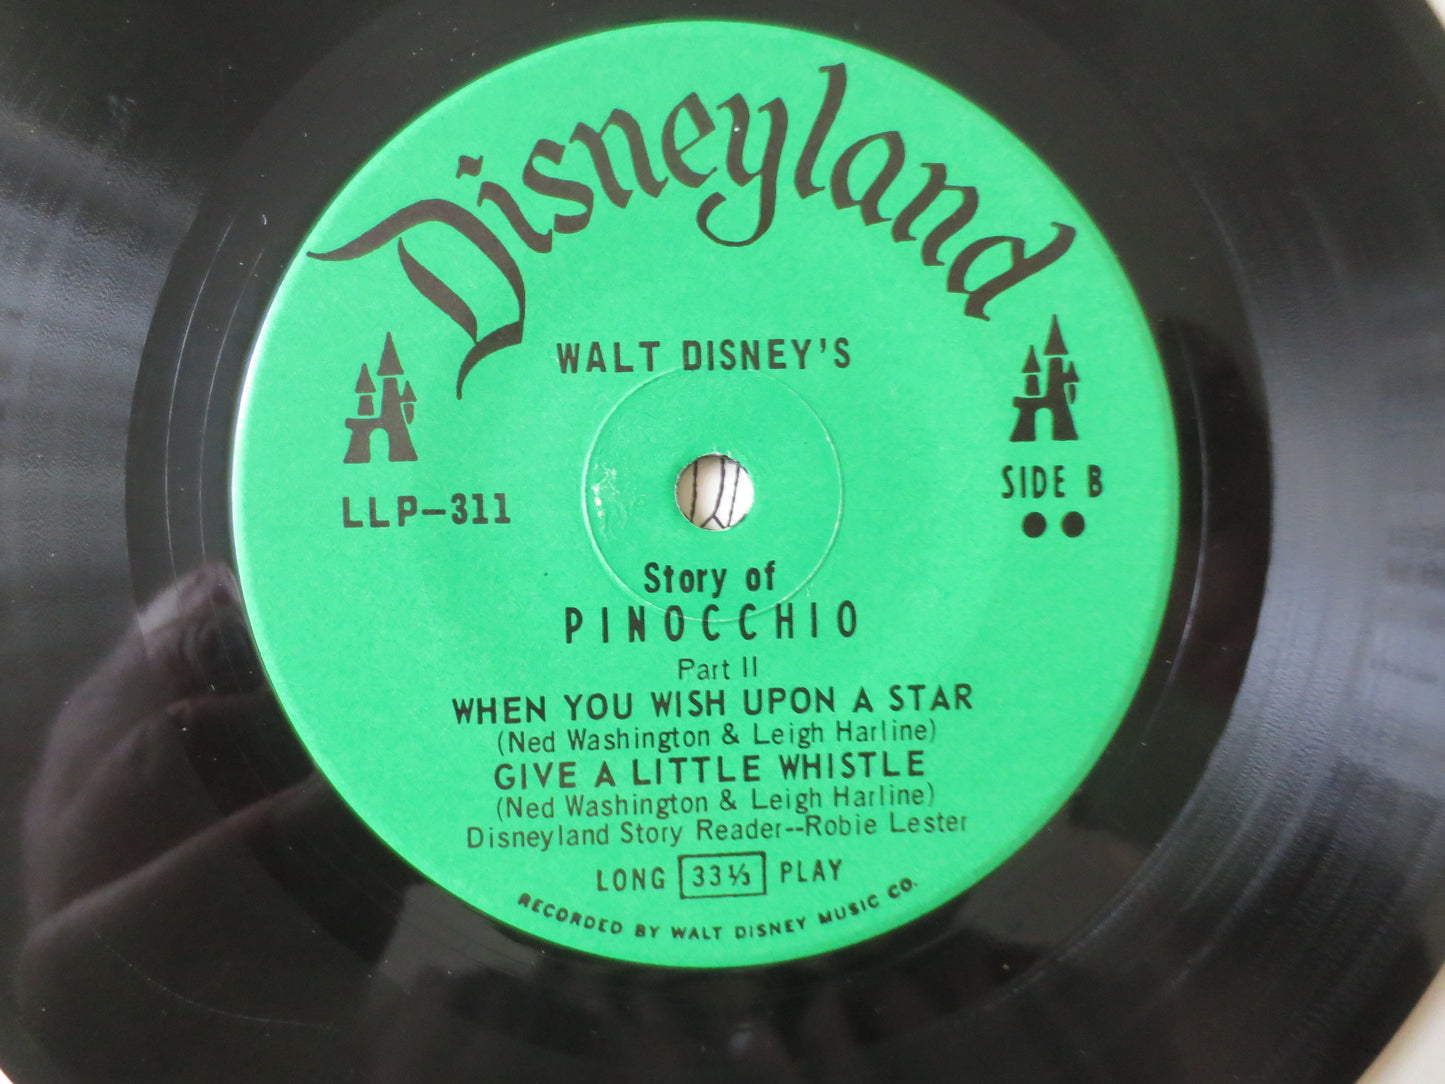 Disneyland
WALT DISNEY'S
LLP-311
SIDE B
Story of
PINOCCHIO
Part II
WHEN YOU WISH UPON A STAR
(Ned Washington & Leigh Harline)
GIVE A LITTLE WHISTLE
(Ned Washington & Leigh Harline)
Disneyland Story Reader--Robie Lester
LONG 33⅓ PLAY
RECORDED BY WALT DISNEY MUSIC CO.